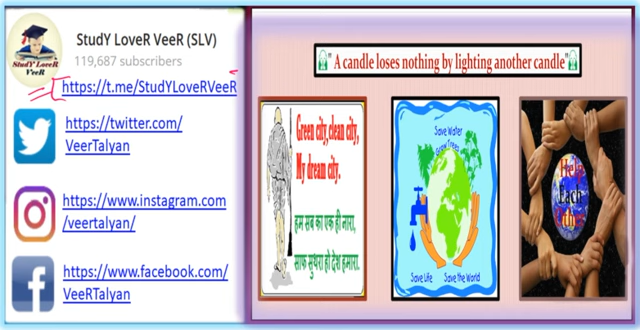 StudY LoveR VeeR (SLV)
119,687 subscribers
StudY LoveR
VeeR
https://t.me/StudYLoveRVeeR
https://twitter.com/
VeerTalyan
https://www.instagram.com
/veertalyan/
https://www.facebook.com/
VeeRTalyan
" A candle loses nothing by lighting another candle"
Green city, clean city,
My dream city.
हम सब का एक ही नारा,
साफ सुथरा हो देश हमारा.
Save Water
Grow Trees
Save Life Save the World
Help
Each
Other